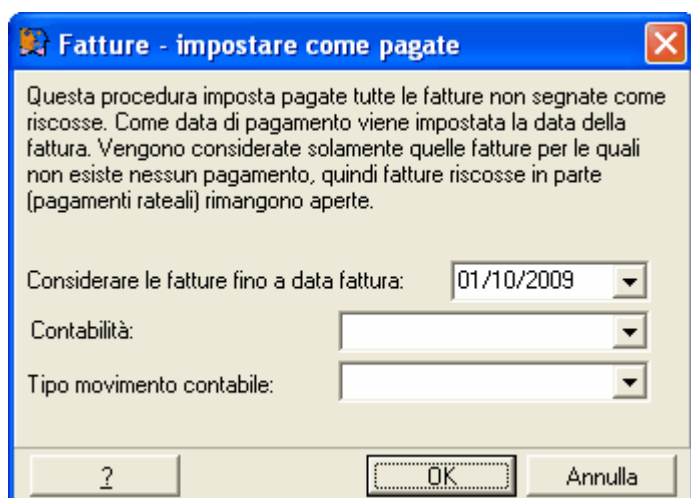 Fatture - impostare come pagate
Questa procedura imposta pagate tutte le fatture non segnate come
riscosse. Come data di pagamento viene impostata la data della
fattura. Vengono considerate solamente quelle fatture per le quali
non esiste nessun pagamento, quindi fatture riscosse in parte
(pagamenti rateali) rimangono aperte.
Considerare le fatture fino a data fattura: 01/10/2009
Contabilità:
Tipo movimento contabile:
? OK Annulla